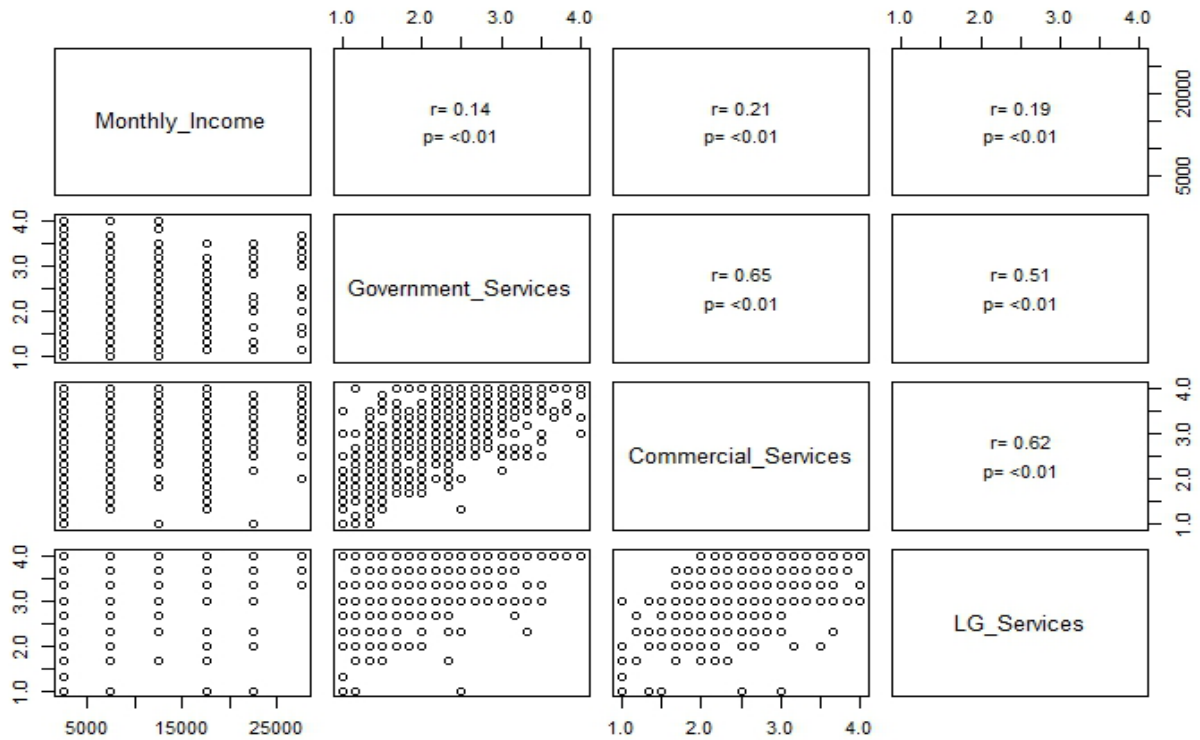 1.0 2.0 3.0 4.0 1.0 2.0 3.0 4.0
Monthly_Income
r= 0.14
p= <0.01
r= 0.21
p= <0.01
r= 0.19
p= <0.01
5000 20000
1.0 2.0 3.0 4.0
Government_Services
r= 0.65
p= <0.01
r= 0.51
p= <0.01
Commercial_Services
r= 0.62
p= <0.01
1.0 2.0 3.0 4.0
1.0 2.0 3.0 4.0
LG_Services
5000 15000 25000
1.0 2.0 3.0 4.0